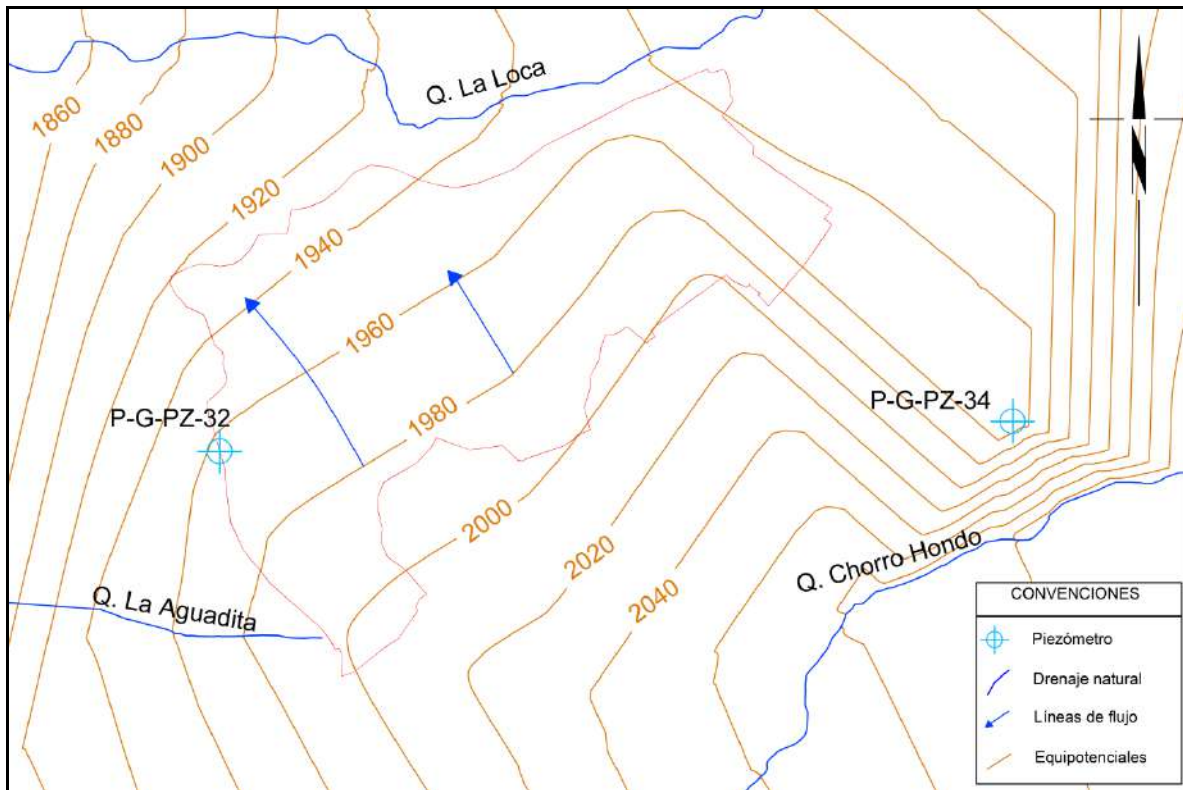 Q. La Loca
1860
1880
1900
1920
1940
1960
1980
2000
2020
2040
N
P-G-PZ-32
P-G-PZ-34
Q. La Aguadita
Q. Chorro Hondo
CONVENCIONES
Piezómetro
Drenaje natural
Líneas de flujo
Equipotenciales